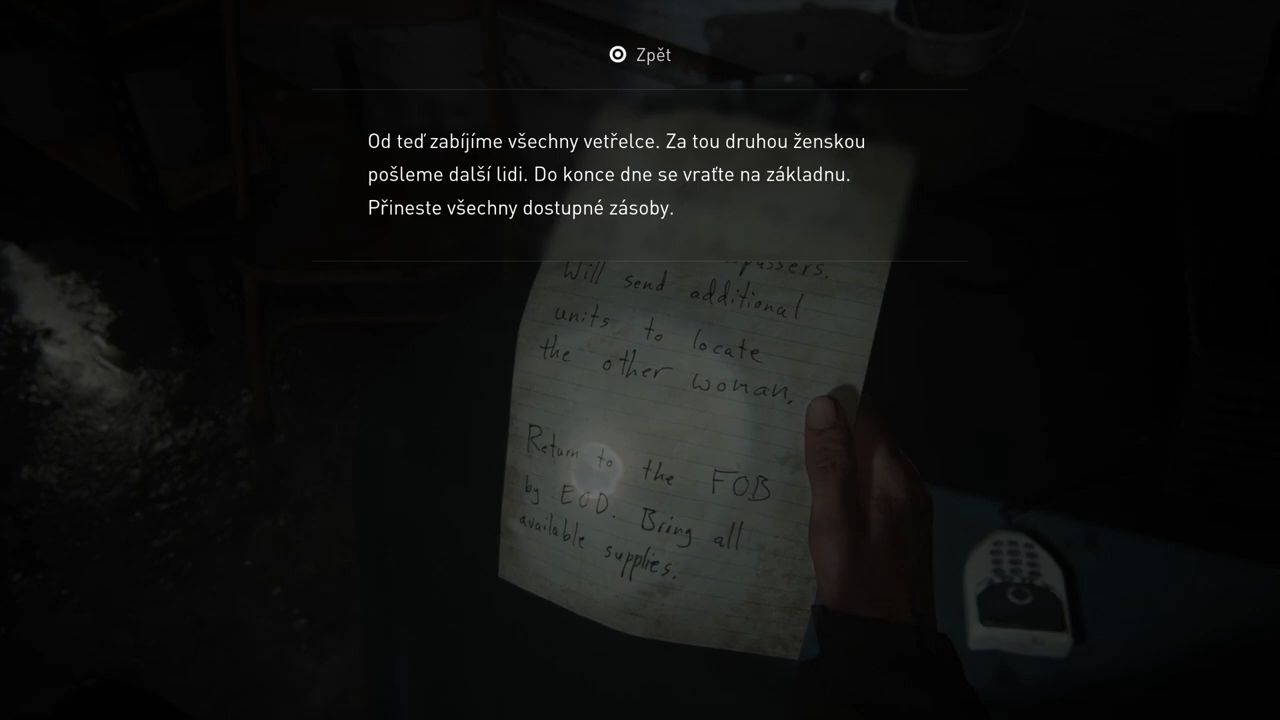 Zpět
Od teď zabíjíme všechny vetřelce. Za tou druhou ženskou
pošleme další lidi. Do konce dne se vraťte na základnu.
Přineste všechny dostupné zásoby.
Will send additional
units to locate
the other woman.
Return to the FOB
by EOD. Bring all
available supplies.